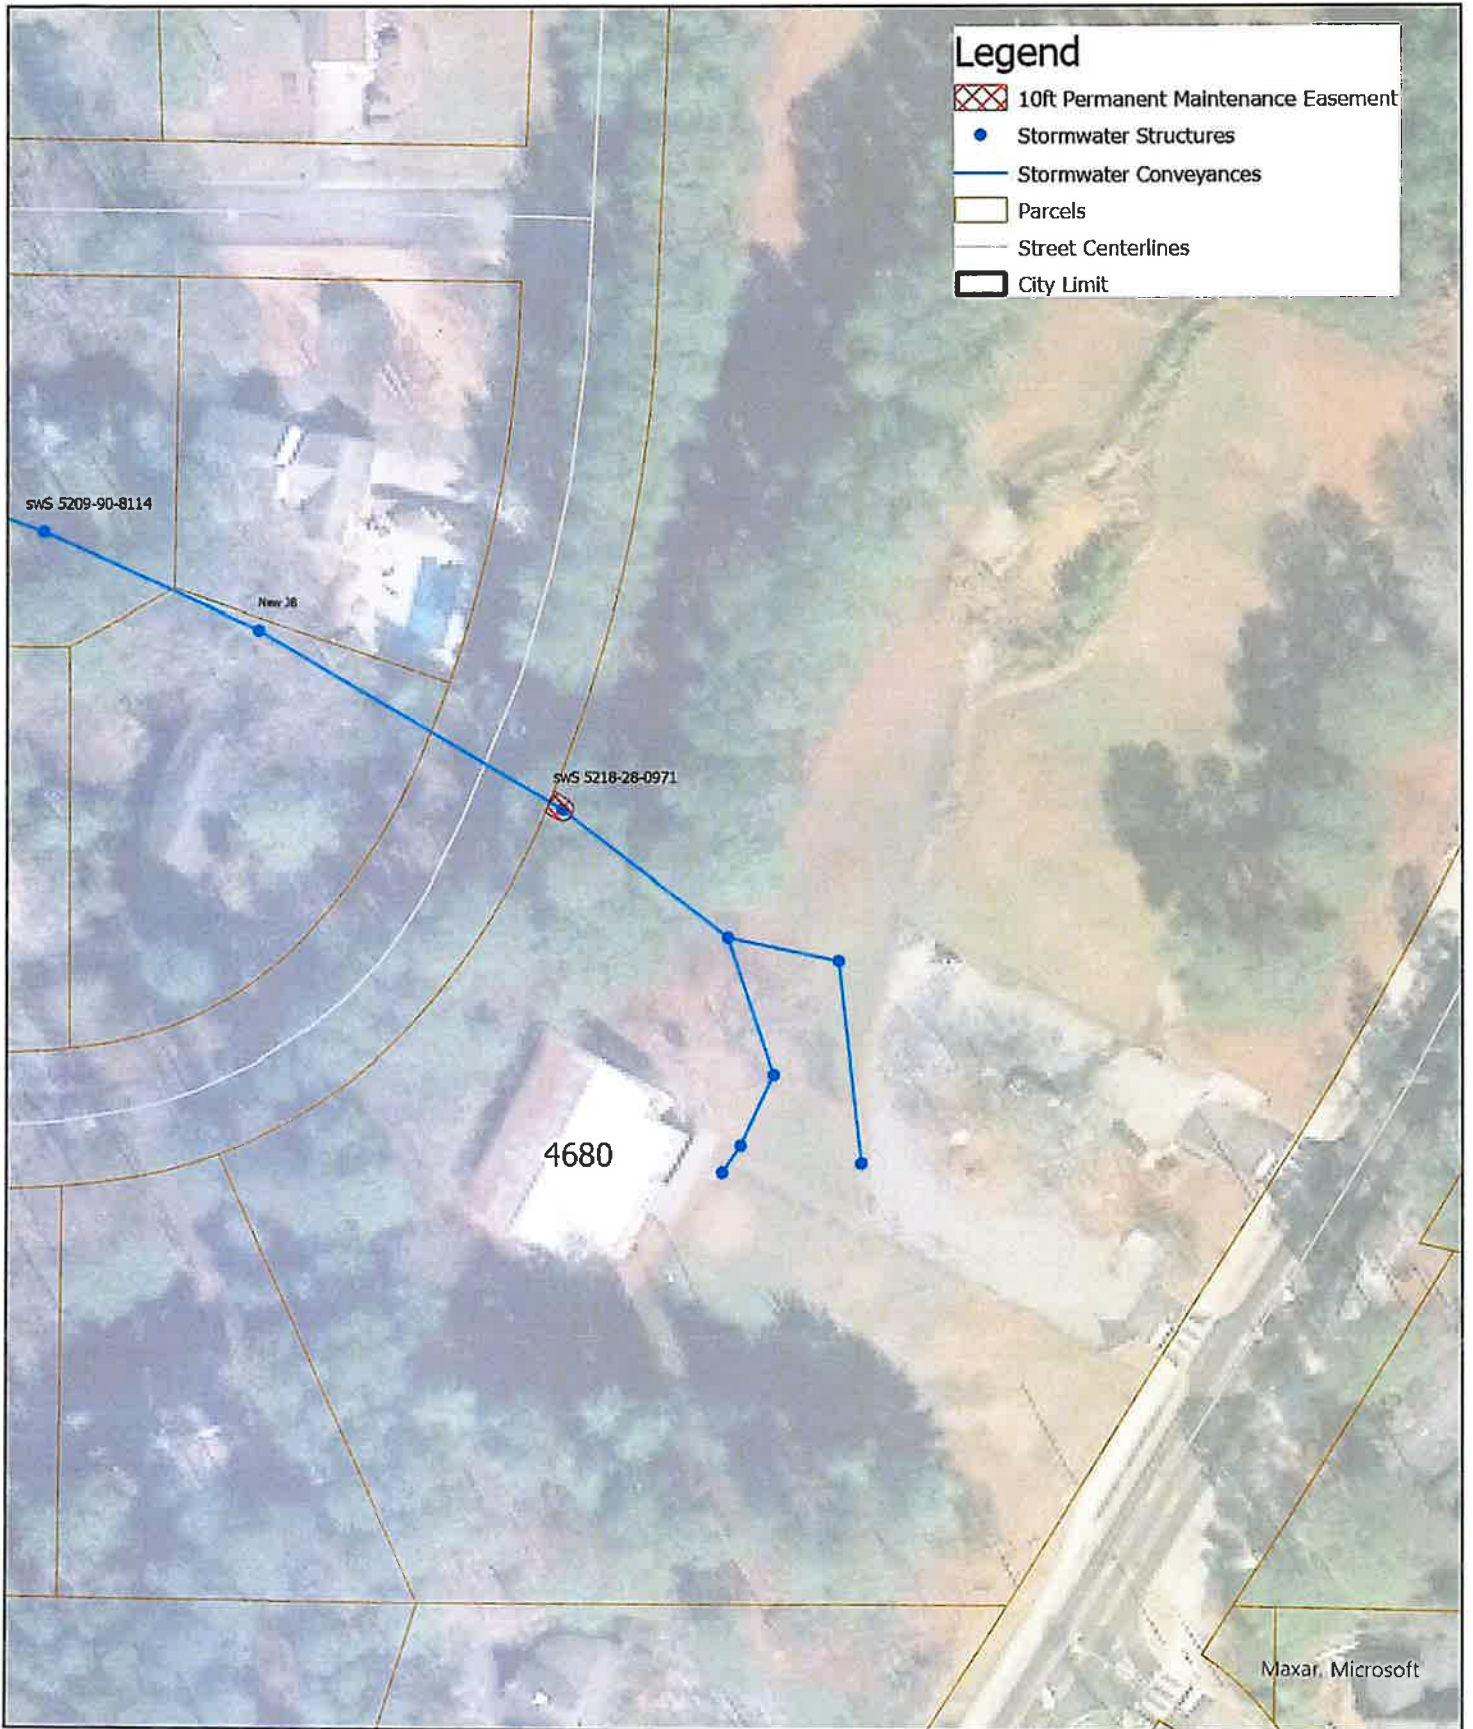 Legend
10ft Permanent Maintenance Easement
Stormwater Structures
Stormwater Conveyances
Parcels
Street Centerlines
City Limit
swS 5209-90-8114
New JB
swS 5218-28-0971
4680
Maxar, Microsoft